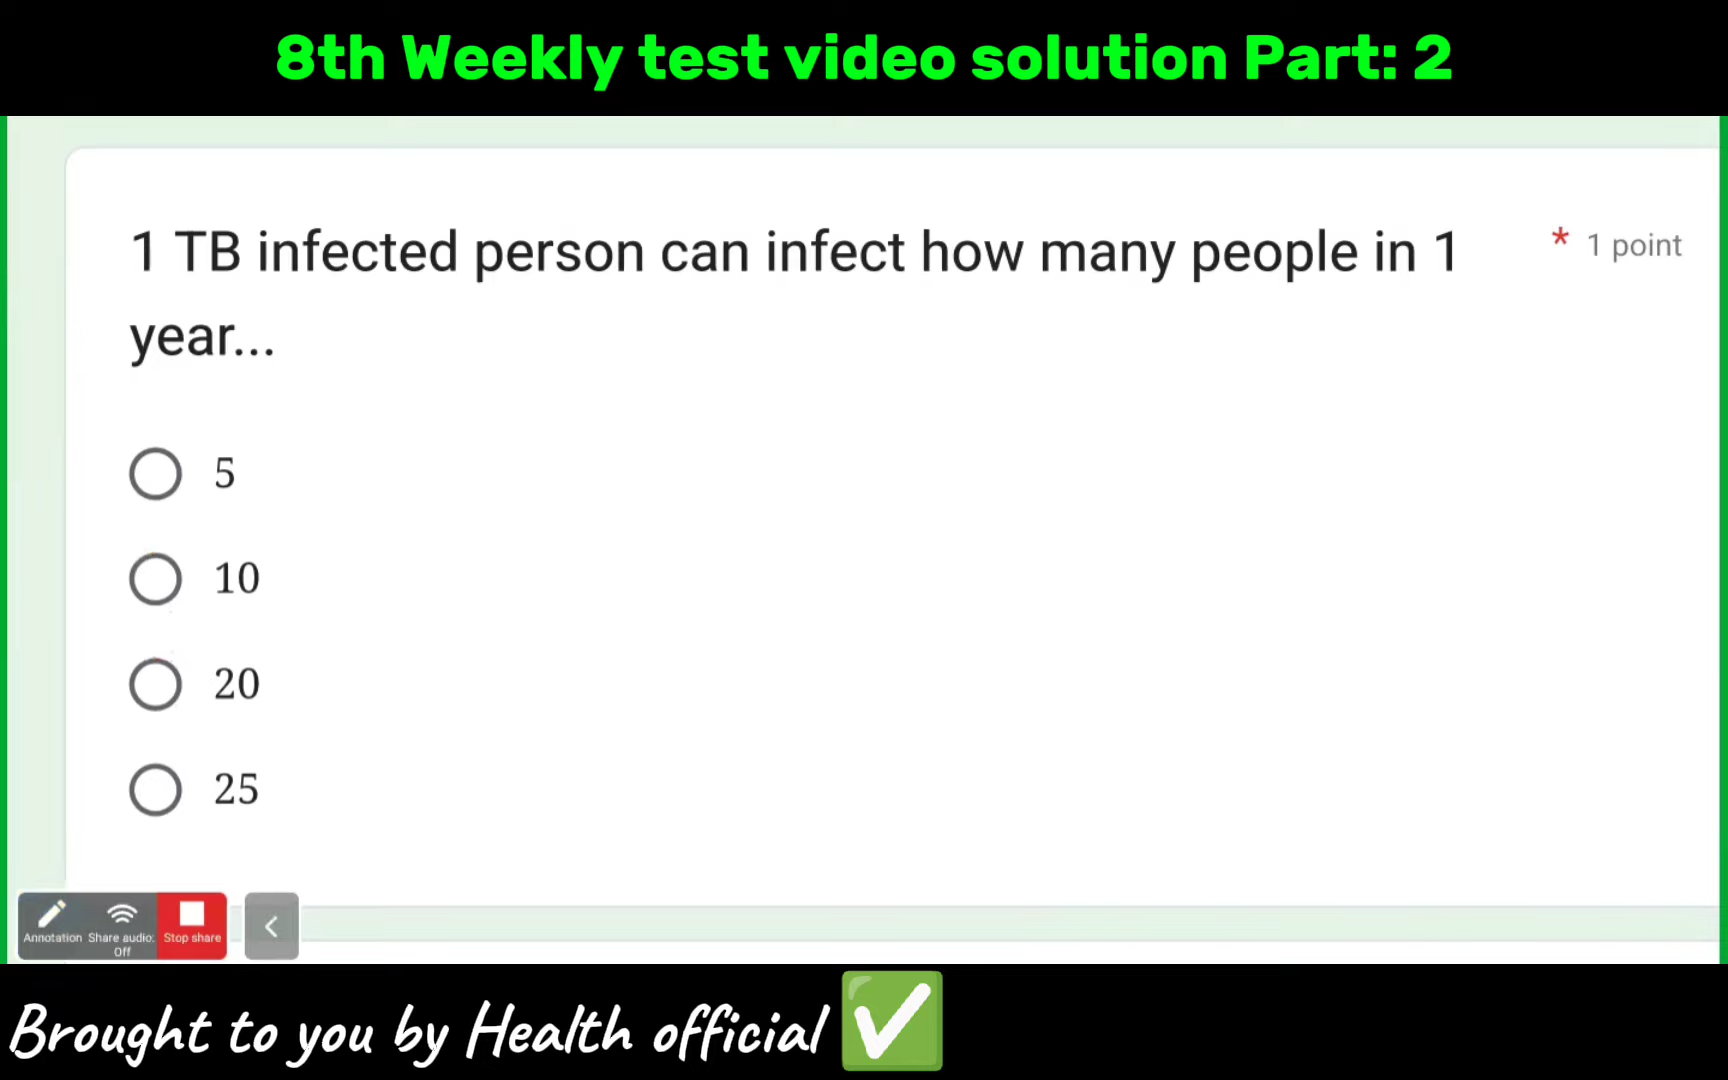 8th Weekly test video solution Part: 2
1 TB infected person can infect how many people in 1
year...
* 1 point
5
10
20
25
Annotation Share audio: Stop share
Off
Brought to you by Health official